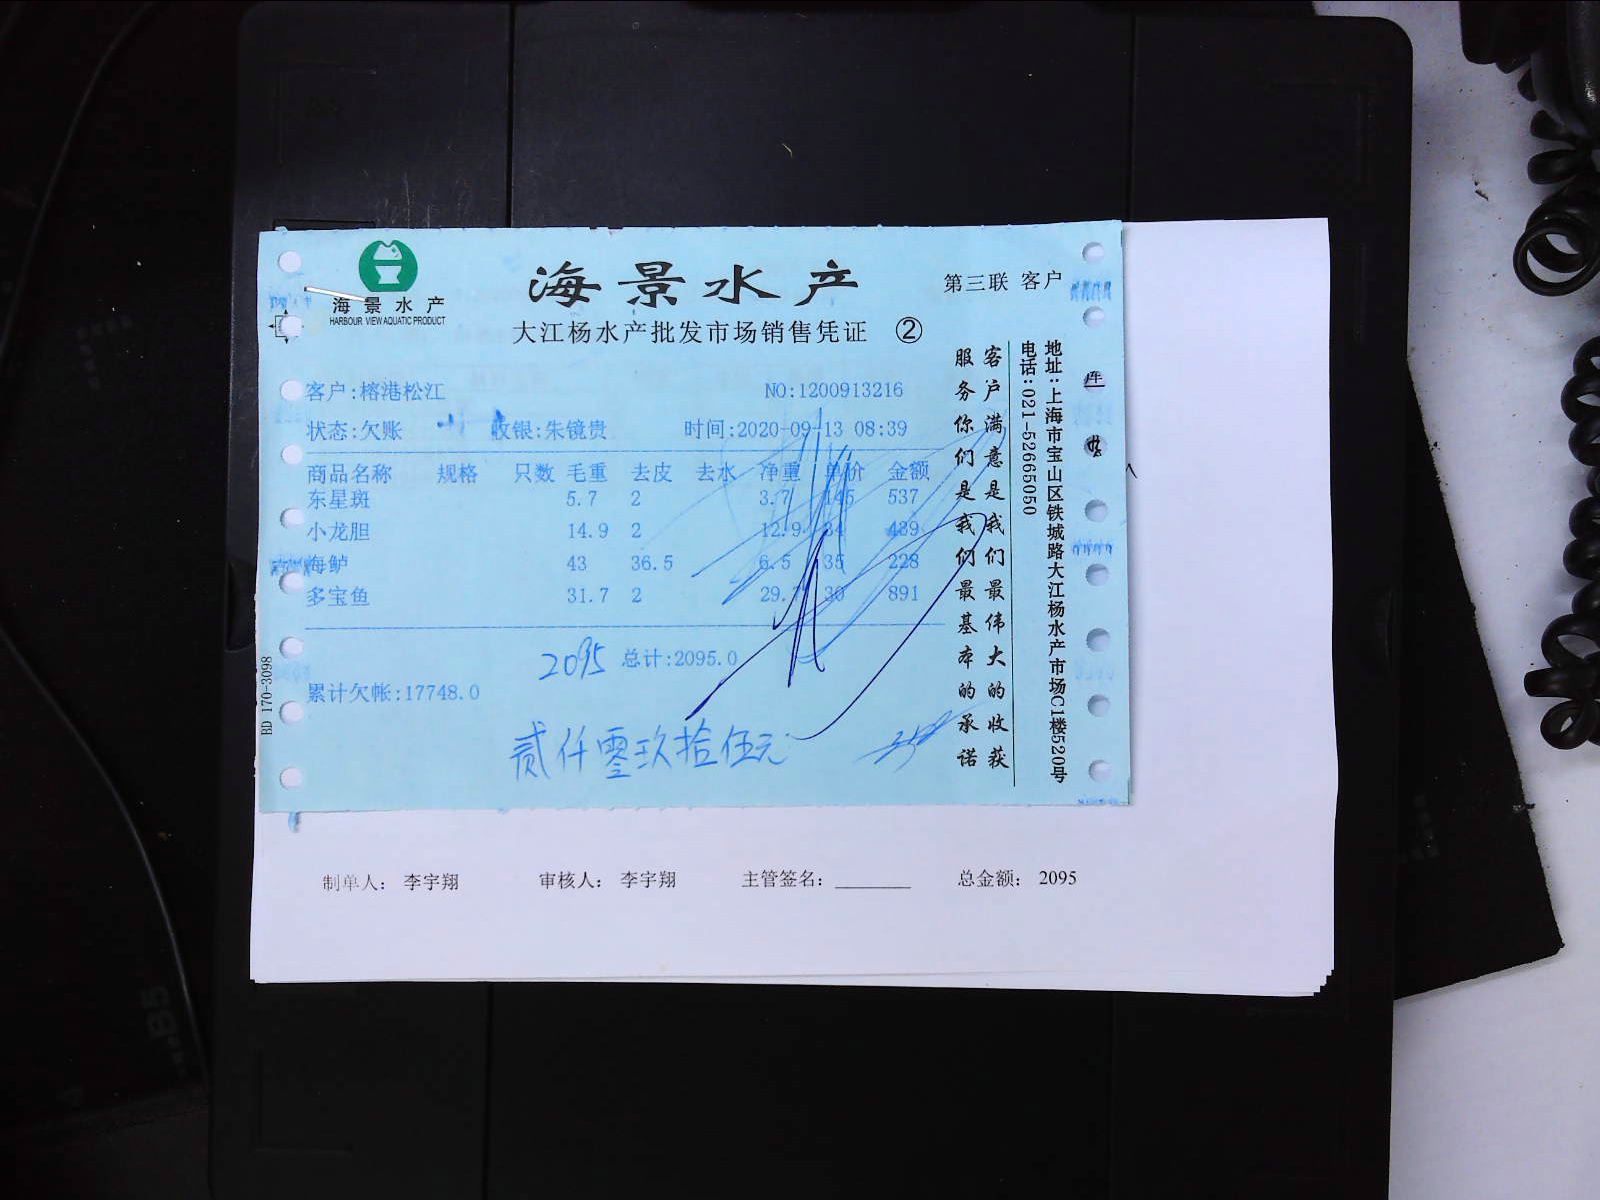 海景水产
HARBOUR VIEW AQUATIC PRODUCT
海景水产
第三联 客户
大江杨水产批发市场销售凭证 ②
客户:榕港松江 NO:1200913216
状态:欠账 收银:朱镜贵 时间:2020-09-13 08:39
商品名称 规格 只数 毛重 去皮 去水 净重 单价 金额
东星斑 5.7 2 3.7 145 537
小龙胆 14.9 2 12.9 34 439
海鲈 43 36.5 6.5 35 228
多宝鱼 31.7 2 29.7 30 891
2095 总计:2095.0
累计欠帐:17748.0
贰仟零玖拾伍元
客户满意是我们最伟大的收获
服务你们是我们最基本的承诺
地址:上海市宝山区铁城路大江杨水产市场C1楼520号
电话:021-52665050
BD 170-3098
制单人: 李宇翔 审核人: 李宇翔 主管签名: 总金额: 2095
B5